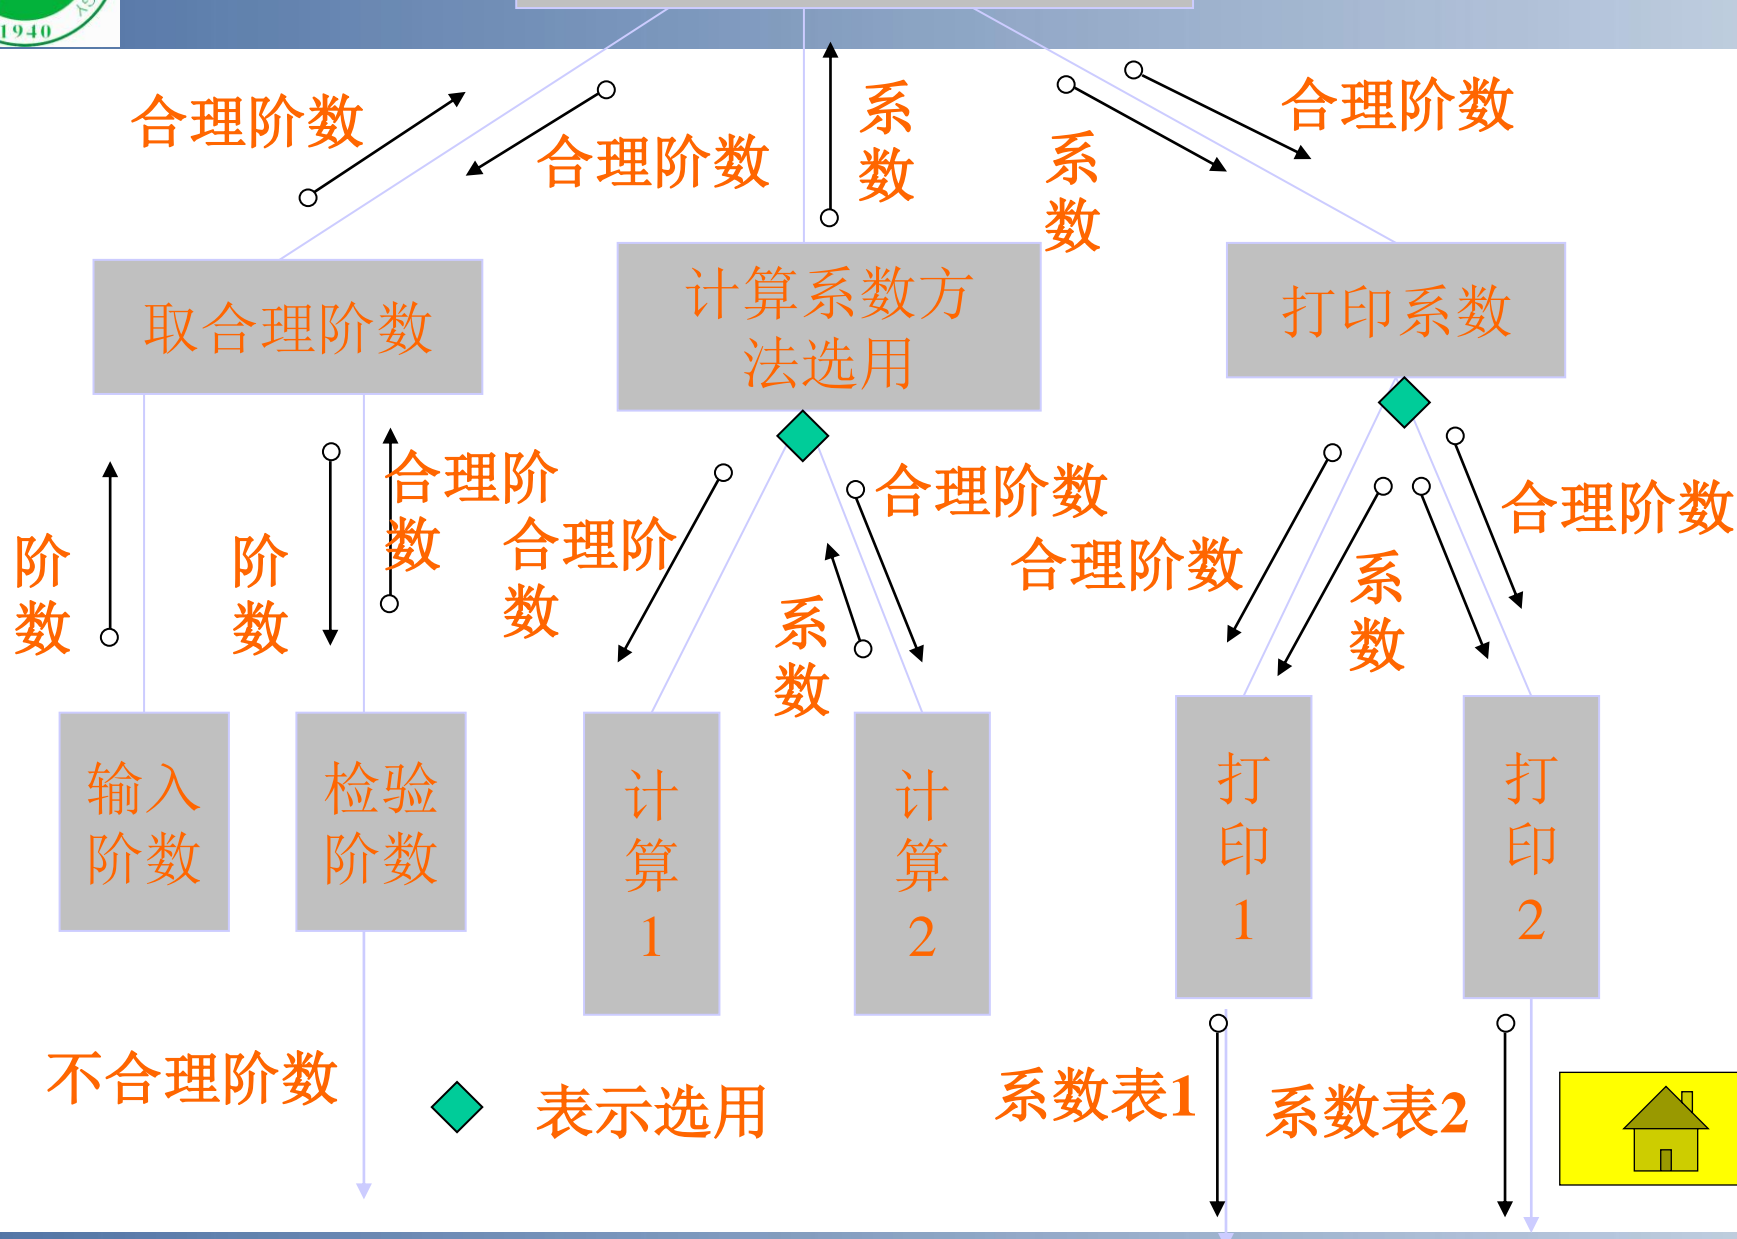 1940
合理阶数
合理阶数
系
数
系
数
合理阶数
取合理阶数
计算系数方
法选用
打印系数
阶
数
阶
数
合理阶
数
合理阶
数
合理阶数
系
数
合理阶数
系
数
合理阶数
输入
阶数
检验
阶数
计
算
1
计
算
2
打
印
1
打
印
2
不合理阶数
表示选用
系数表1
系数表2